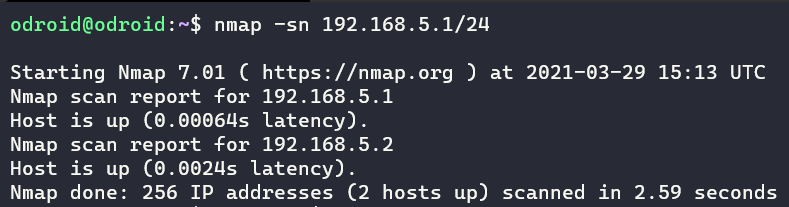 odroid@odroid:~$ nmap -sn 192.168.5.1/24
Starting Nmap 7.01 ( https://nmap.org ) at 2021-03-29 15:13 UTC
Nmap scan report for 192.168.5.1
Host is up (0.00064s latency).
Nmap scan report for 192.168.5.2
Host is up (0.0024s latency).
Nmap done: 256 IP addresses (2 hosts up) scanned in 2.59 seconds